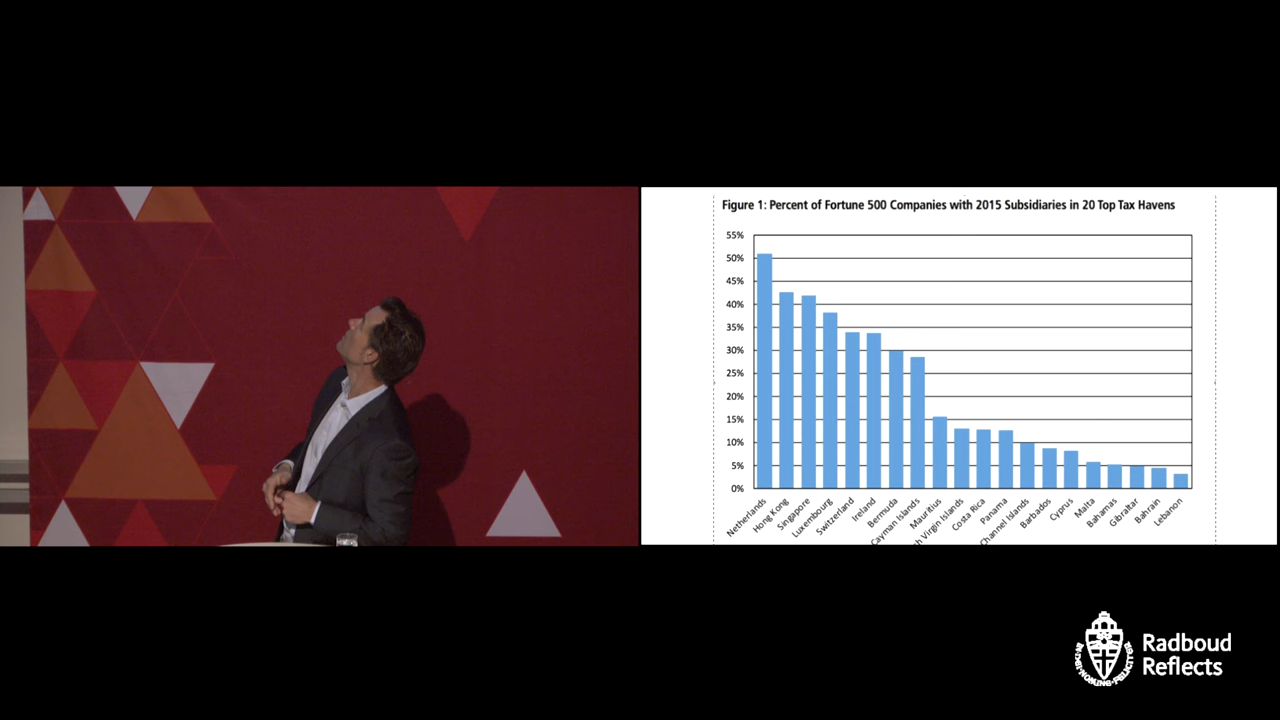 Figure 1: Percent of Fortune 500 Companies with 2015 Subsidiaries in 20 Top Tax Havens
55%
50%
45%
40%
35%
30%
25%
20%
15%
10%
5%
0%
Netherlands
Hong Kong
Singapore
Luxembourg
Switzerland
Ireland
Bermuda
Cayman Islands
Mauritius
h Virgin Islands
Costa Rica
Panama
Channel Islands
Barbados
Cyprus
Malta
Bahamas
Gibraltar
Bahrain
Lebanon
Radboud
Reflects